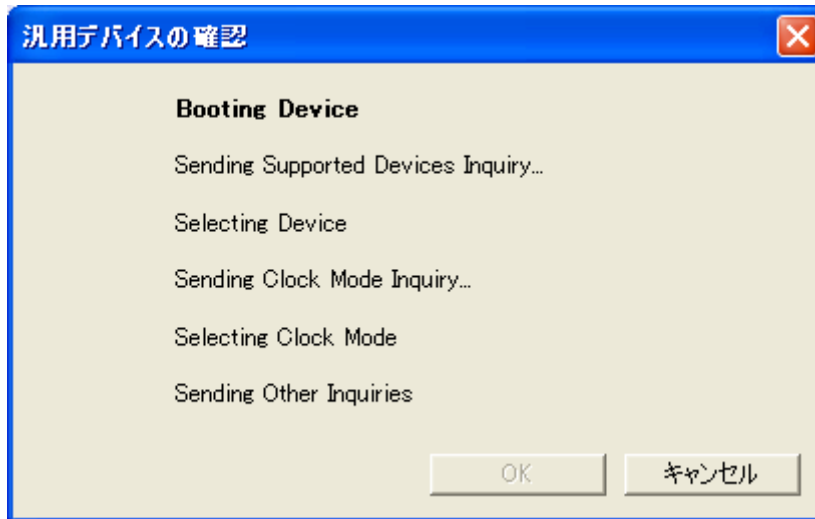 汎用デバイスの確認
Booting Device
Sending Supported Devices Inquiry...
Selecting Device
Sending Clock Mode Inquiry...
Selecting Clock Mode
Sending Other Inquiries
OK
キャンセル